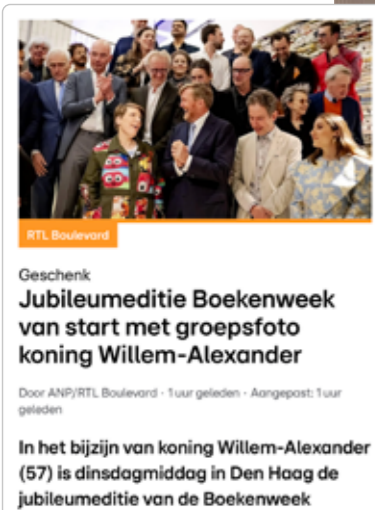 RTL Boulevard
Geschenk
Jubileumeditie Boekenweek
van start met groepsfoto
koning Willem-Alexander
Door ANP/RTL Boulevard · 1 uur geleden · Aangepast: 1 uur
geleden
In het bijzijn van koning Willem-Alexander
(57) is dinsdagmiddag in Den Haag de
jubileumeditie van de Boekenweek